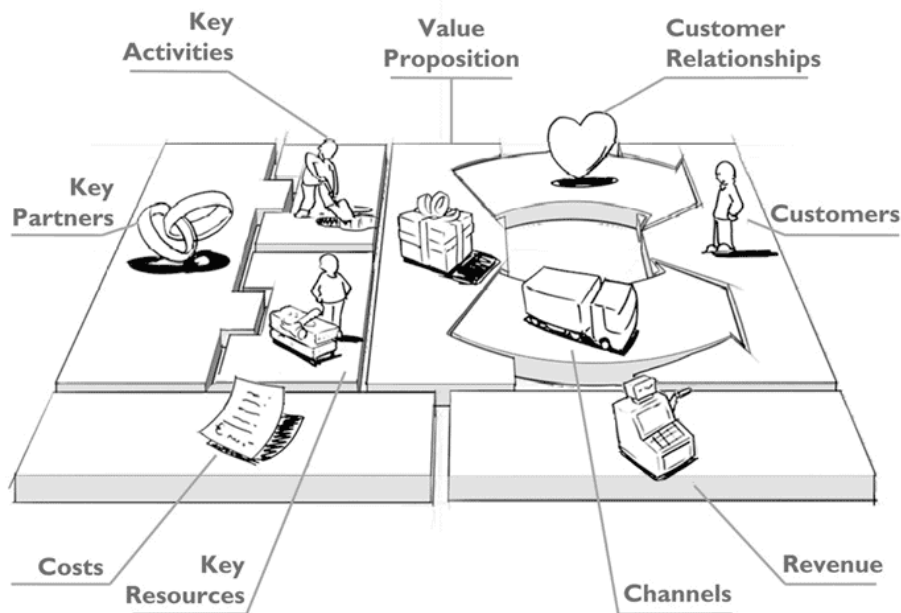 Key
Activities
Value
Proposition
Customer
Relationships
Key
Partners
Customers
Costs
Key
Resources
Channels
Revenue